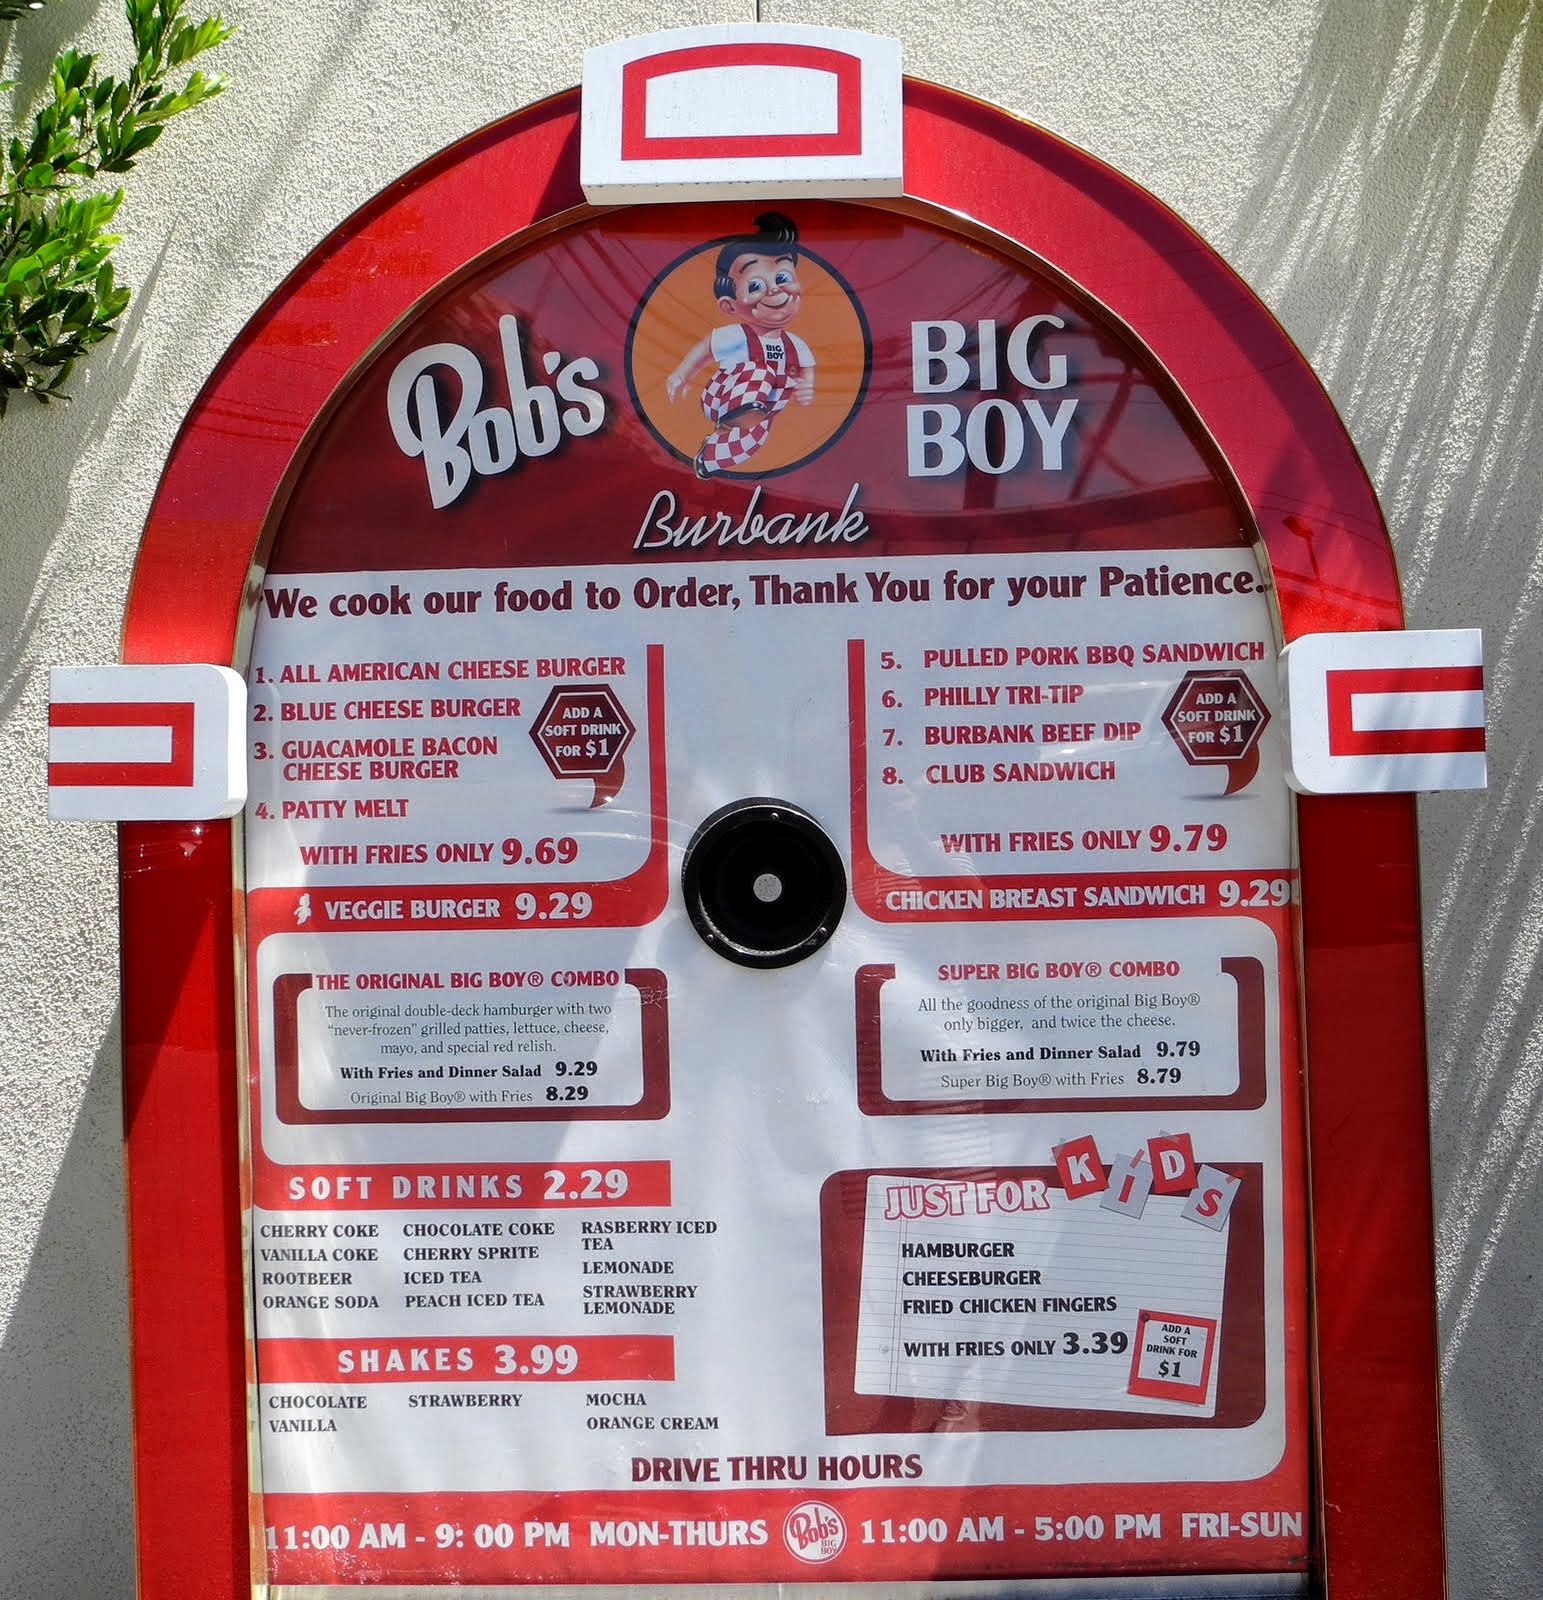 Bob's
BIG
BOY
BIG
BOY
Burbank
We cook our food to Order, Thank You for your Patience.
1. ALL AMERICAN CHEESE BURGER
2. BLUE CHEESE BURGER
3. GUACAMOLE BACON
CHEESE BURGER
4. PATTY MELT
ADD A
SOFT DRINK
FOR $1
WITH FRIES ONLY 9.69
VEGGIE BURGER 9.29
5. PULLED PORK BBQ SANDWICH
6. PHILLY TRI-TIP
7. BURBANK BEEF DIP
8. CLUB SANDWICH
ADD A
SOFT DRINK
FOR $1
WITH FRIES ONLY 9.79
CHICKEN BREAST SANDWICH 9.29
THE ORIGINAL BIG BOY® COMBO
The original double-deck hamburger with two
"never-frozen" grilled patties, lettuce, cheese,
mayo, and special red relish.
With Fries and Dinner Salad 9.29
Original Big Boy® with Fries 8.29
SUPER BIG BOY® COMBO
All the goodness of the original Big Boy®
only bigger, and twice the cheese.
With Fries and Dinner Salad 9.79
Super Big Boy® with Fries 8.79
SOFT DRINKS 2.29
CHERRY COKE
VANILLA COKE
ROOTBEER
ORANGE SODA
CHOCOLATE COKE
CHERRY SPRITE
ICED TEA
PEACH ICED TEA
RASBERRY ICED
TEA
LEMONADE
STRAWBERRY
LEMONADE
SHAKES 3.99
CHOCOLATE
VANILLA
STRAWBERRY
MOCHA
ORANGE CREAM
JUST FOR KiDS
HAMBURGER
CHEESEBURGER
FRIED CHICKEN FINGERS
WITH FRIES ONLY 3.39
ADD A
SOFT
DRINK FOR
$1
DRIVE THRU HOURS
11:00 AM - 9: 00 PM MON-THURS
Bob's
BIG
BOY
11:00 AM - 5:00 PM FRI-SUN